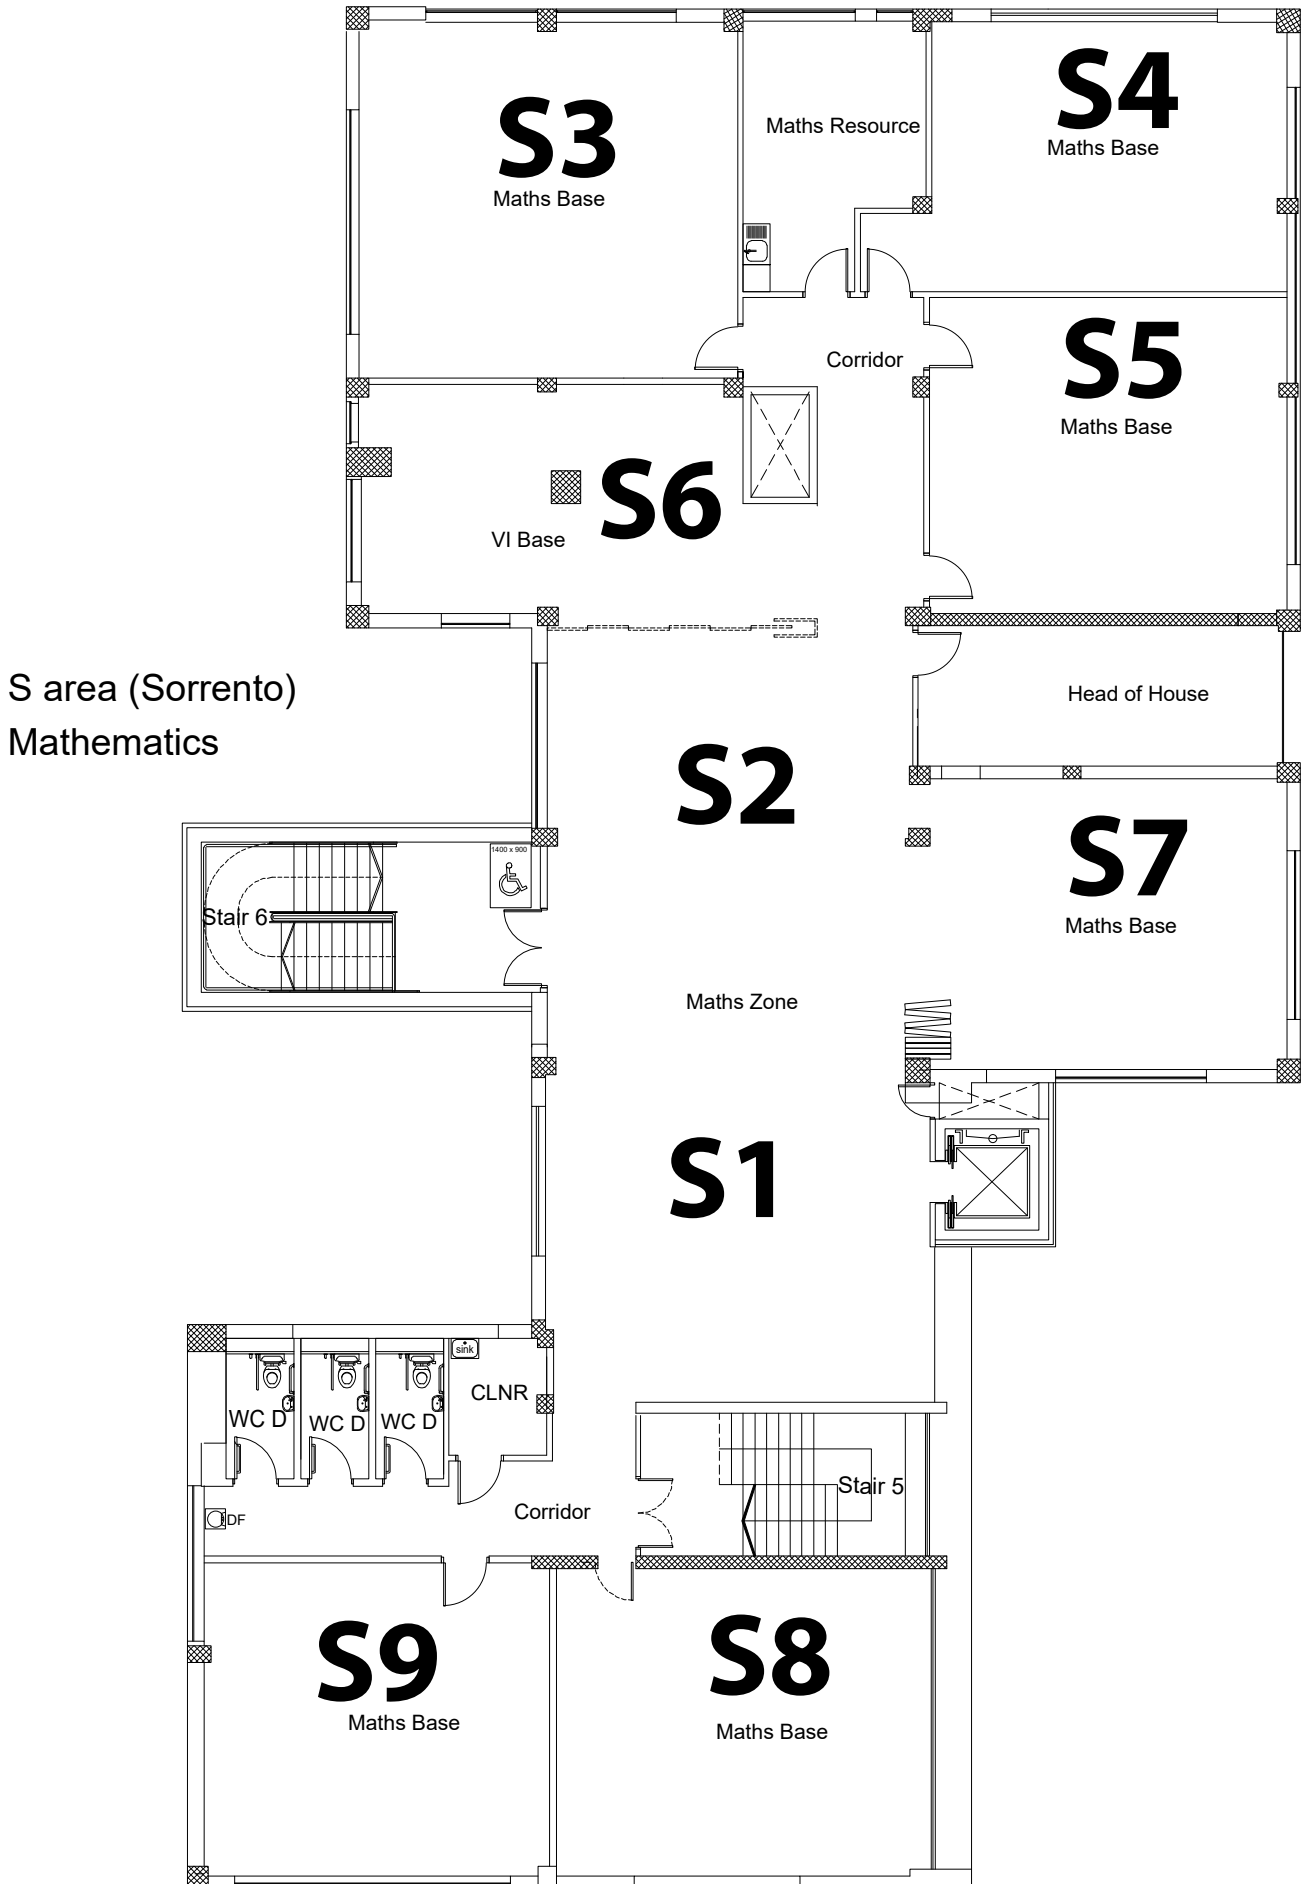 S4
S3
Maths Resource
Maths Base
Maths Base
S5
Corridor
Maths Base
S6
VI Base
S area (Sorrento)
Mathematics
Head of House
S2
S7
1400 x 900
Stair 6
Maths Base
Maths Zone
S1
sink
CLNR
WC D
WC D
WC D
Stair 5
DF
Corridor
S9
S8
Maths Base
Maths Base